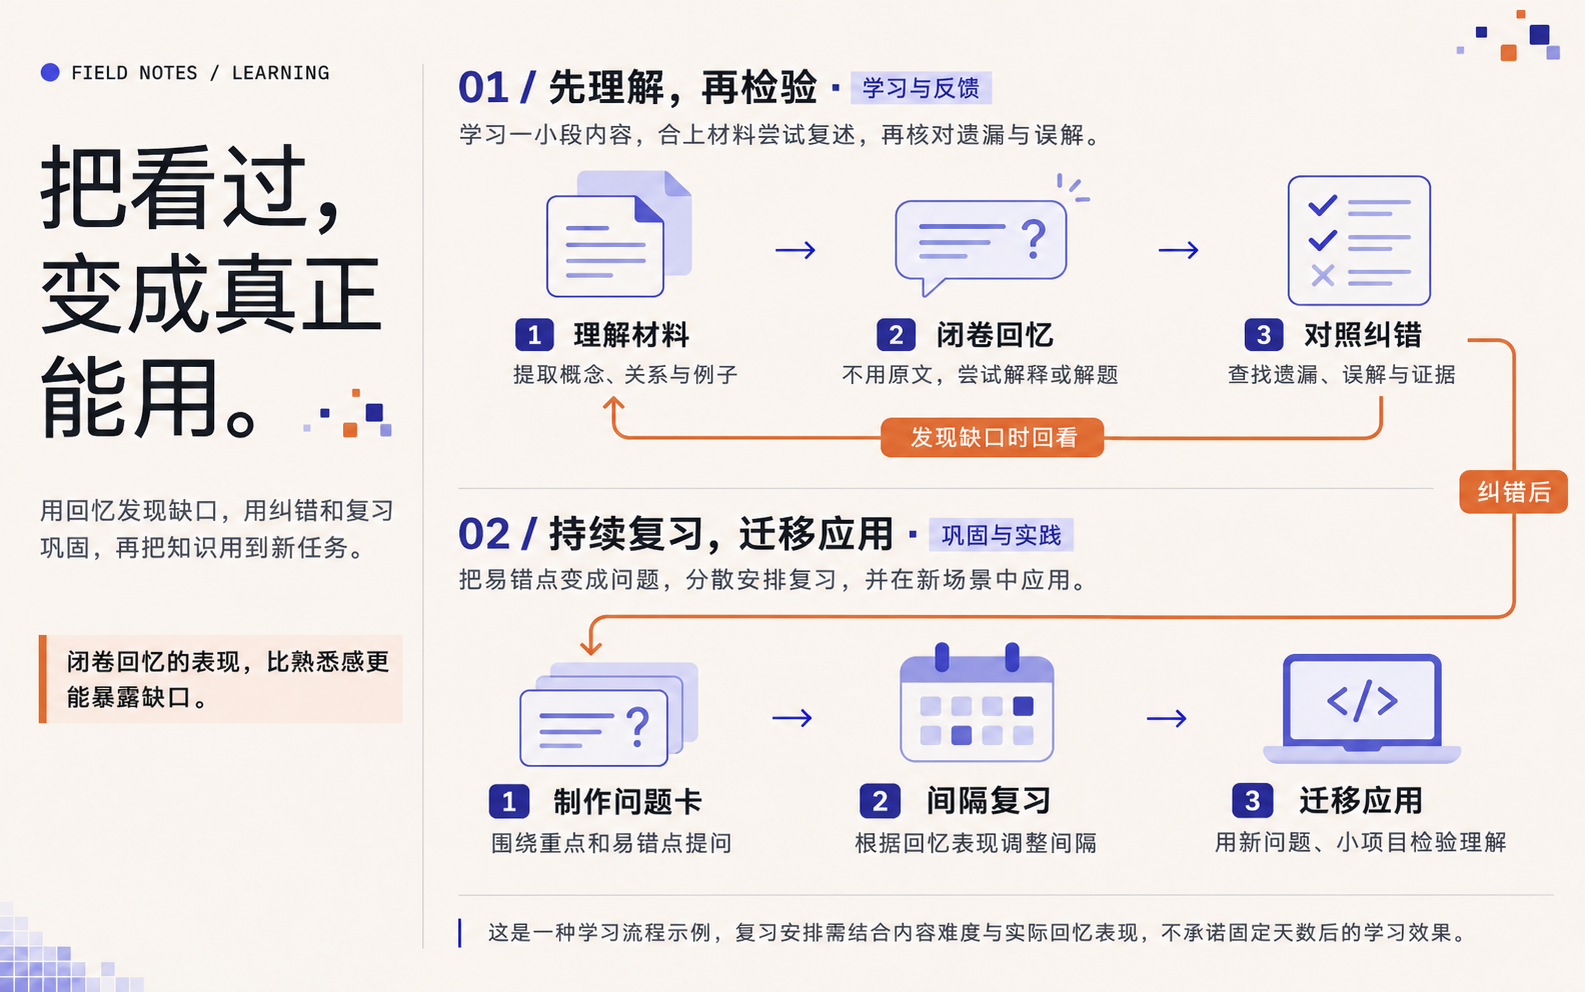 FIELD NOTES / LEARNING
把看过，
变成真正
能用。
用回忆发现缺口，用纠错和复习
巩固，再把知识用到新任务。
闭卷回忆的表现，比熟悉感更
能暴露缺口。
01 / 先理解，再检验 · 学习与反馈
学习一小段内容，合上材料尝试复述，再核对遗漏与误解。
?
1 理解材料
提取概念、关系与例子
2 闭卷回忆
不用原文，尝试解释或解题
3 对照纠错
查找遗漏、误解与证据
发现缺口时回看
纠错后
02 / 持续复习，迁移应用 · 巩固与实践
把易错点变成问题，分散安排复习，并在新场景中应用。
?
</>
1 制作问题卡
围绕重点和易错点提问
2 间隔复习
根据回忆表现调整间隔
3 迁移应用
用新问题、小项目检验理解
这是一种学习流程示例，复习安排需结合内容难度与实际回忆表现，不承诺固定天数后的学习效果。